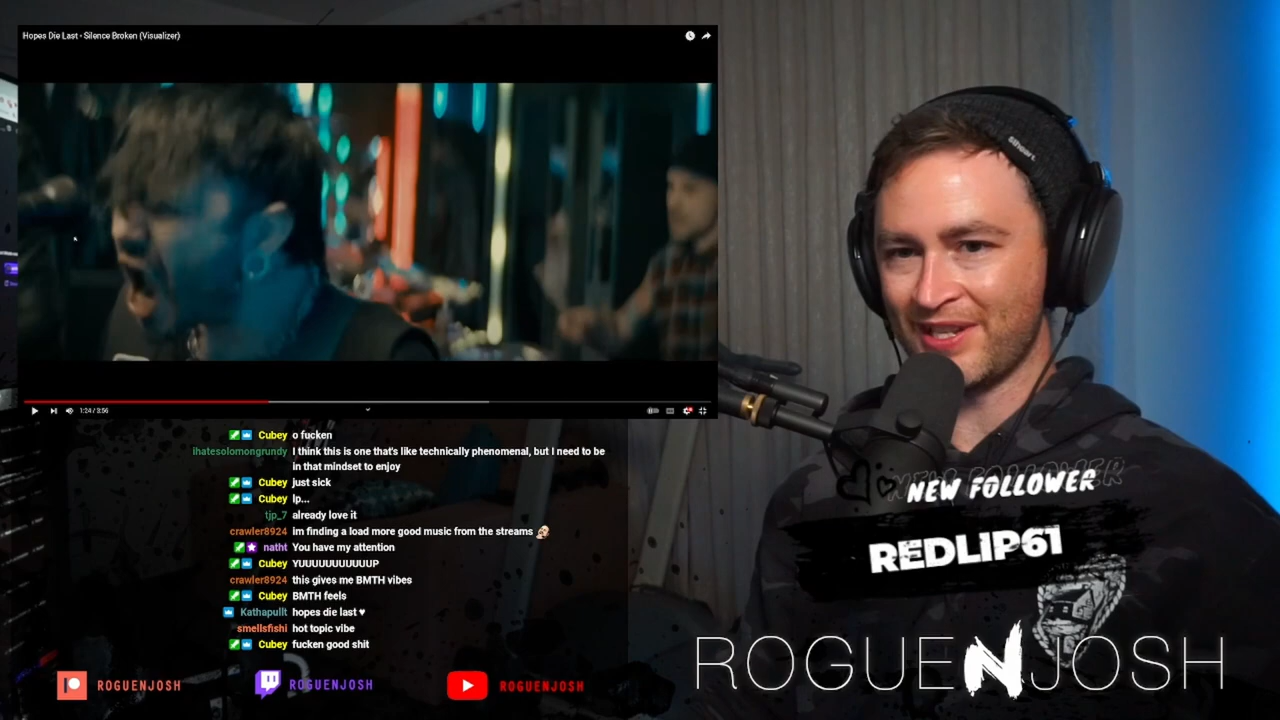 Hopes Die Last - Silence Broken (Visualizer)
1:24 / 3:56
Cubey o fucken
ihatesolomongrundy I think this is one that's like technically phenomenal, but I need to be
in that mindset to enjoy
Cubey just sick
Cubey lp...
tjp_7 already love it
crawler8924 im finding a load more good music from the streams
natht You have my attention
Cubey YUUUUUUUUUUP
crawler8924 this gives me BMTH vibes
Cubey BMTH feels
Kathapullt hopes die last ♥
smellsfishi hot topic vibe
Cubey fucken good shit
NEW FOLLOWER
REDLIP61
ROGUENJOSH
ROGUENJOSH
ROGUENJOSH
ROGUENJOSH